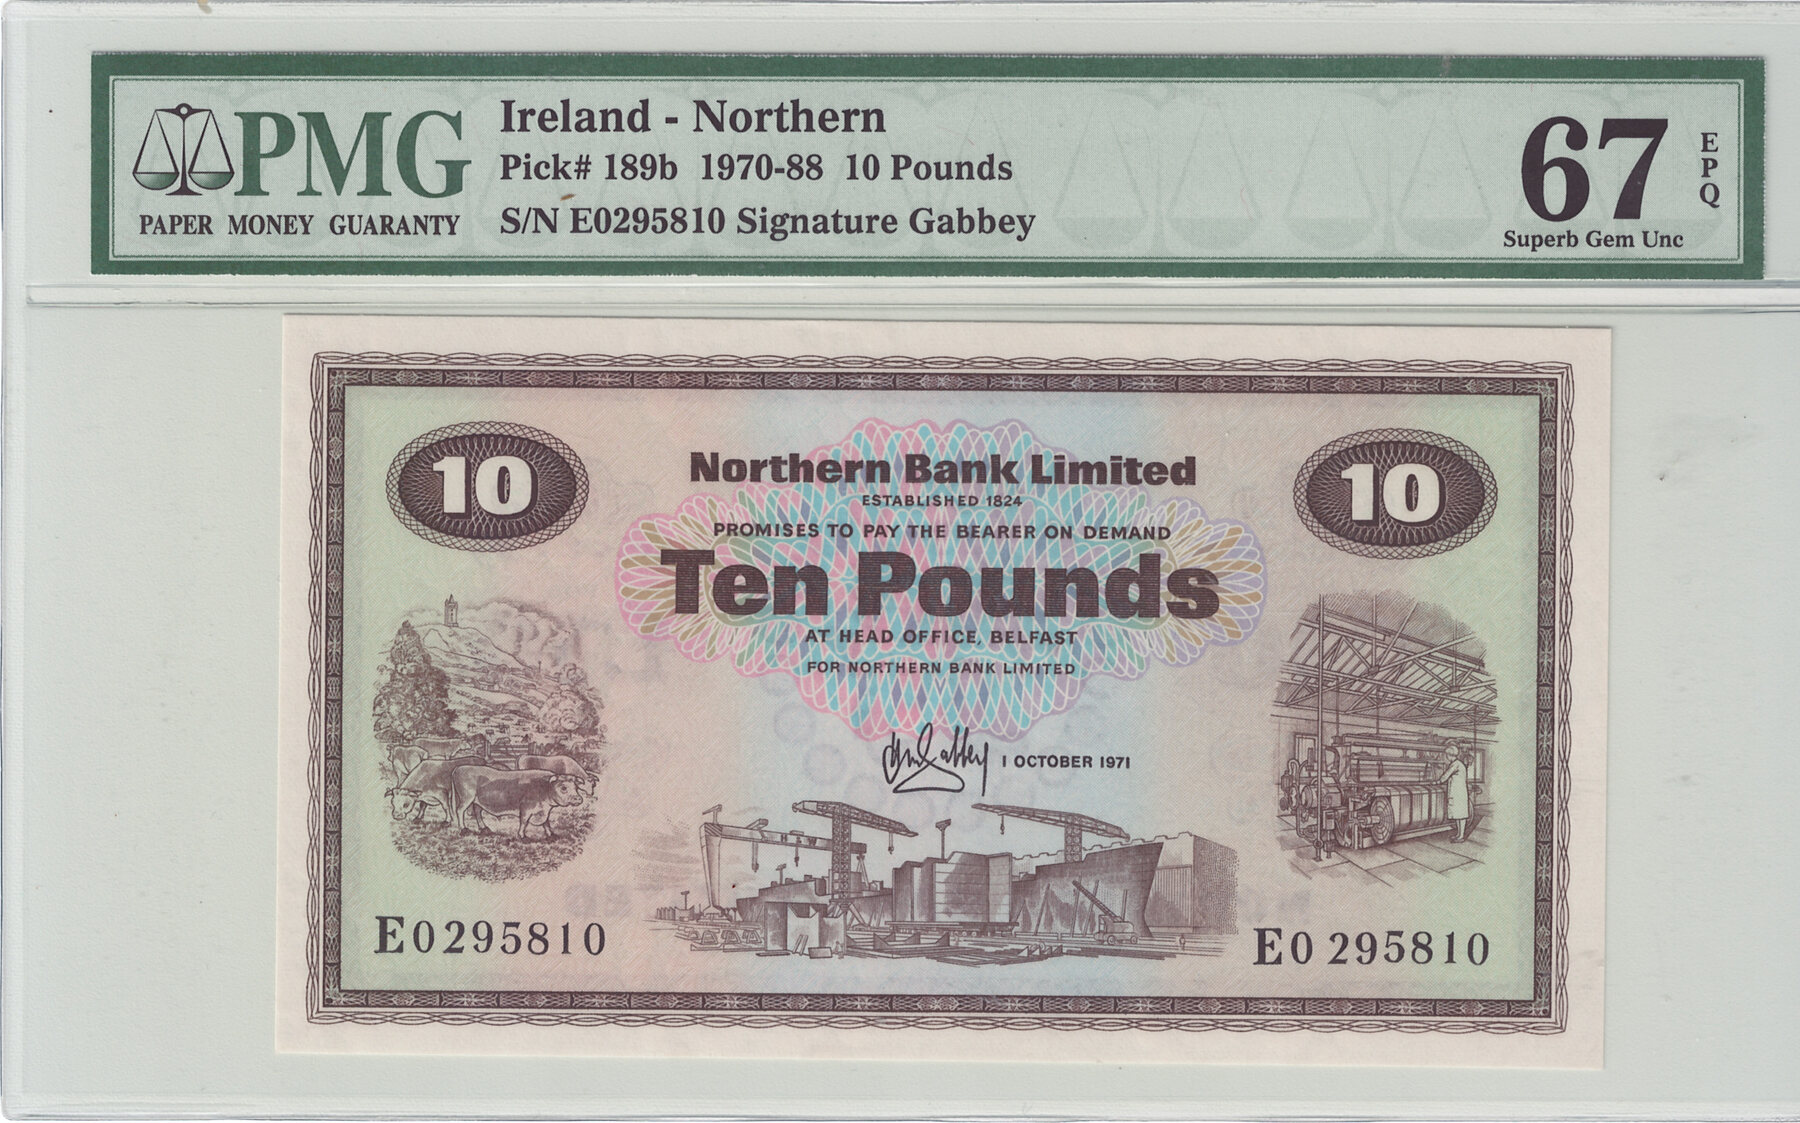 PMG
PAPER MONEY GUARANTY
Ireland - Northern
Pick# 189b 1970-88 10 Pounds
S/N E0295810 Signature Gabbey
67
EPQ
Superb Gem Unc
10
10
Northern Bank Limited
ESTABLISHED 1824
PROMISES TO PAY THE BEARER ON DEMAND
Ten Pounds
AT HEAD OFFICE, BELFAST
FOR NORTHERN BANK LIMITED
1 OCTOBER 1971
H & W
E0295810
E0 295810